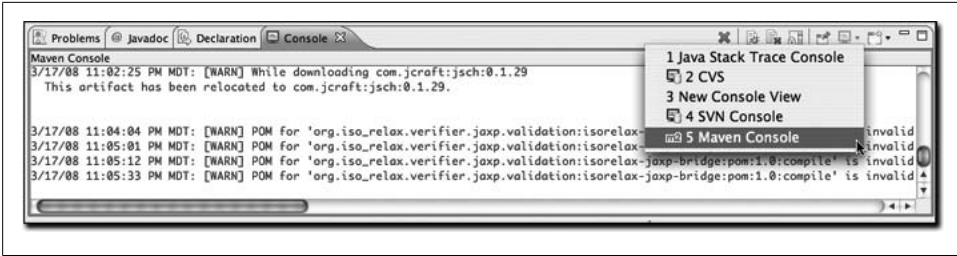 Problems @ Javadoc Declaration Console
Maven Console
3/17/08 11:02:25 PM MDT: [WARN] While downloading com.jcraft:jsch:0.1.29
This artifact has been relocated to com.jcraft:jsch:0.1.29.
3/17/08 11:04:04 PM MDT: [WARN] POM for 'org.iso_relax.verifier.jaxp.validation:isorelax- invalid
3/17/08 11:05:01 PM MDT: [WARN] POM for 'org.iso_relax.verifier.jaxp.validation:isorelax- invalid
3/17/08 11:05:12 PM MDT: [WARN] POM for 'org.iso_relax.verifier.jaxp.validation:isorelax-jaxp-bridge:pom:1.0:compile' is invalid
3/17/08 11:05:33 PM MDT: [WARN] POM for 'org.iso_relax.verifier.jaxp.validation:isorelax-jaxp-bridge:pom:1.0:compile' is invalid
1 Java Stack Trace Console
2 CVS
3 New Console View
4 SVN Console
5 Maven Console